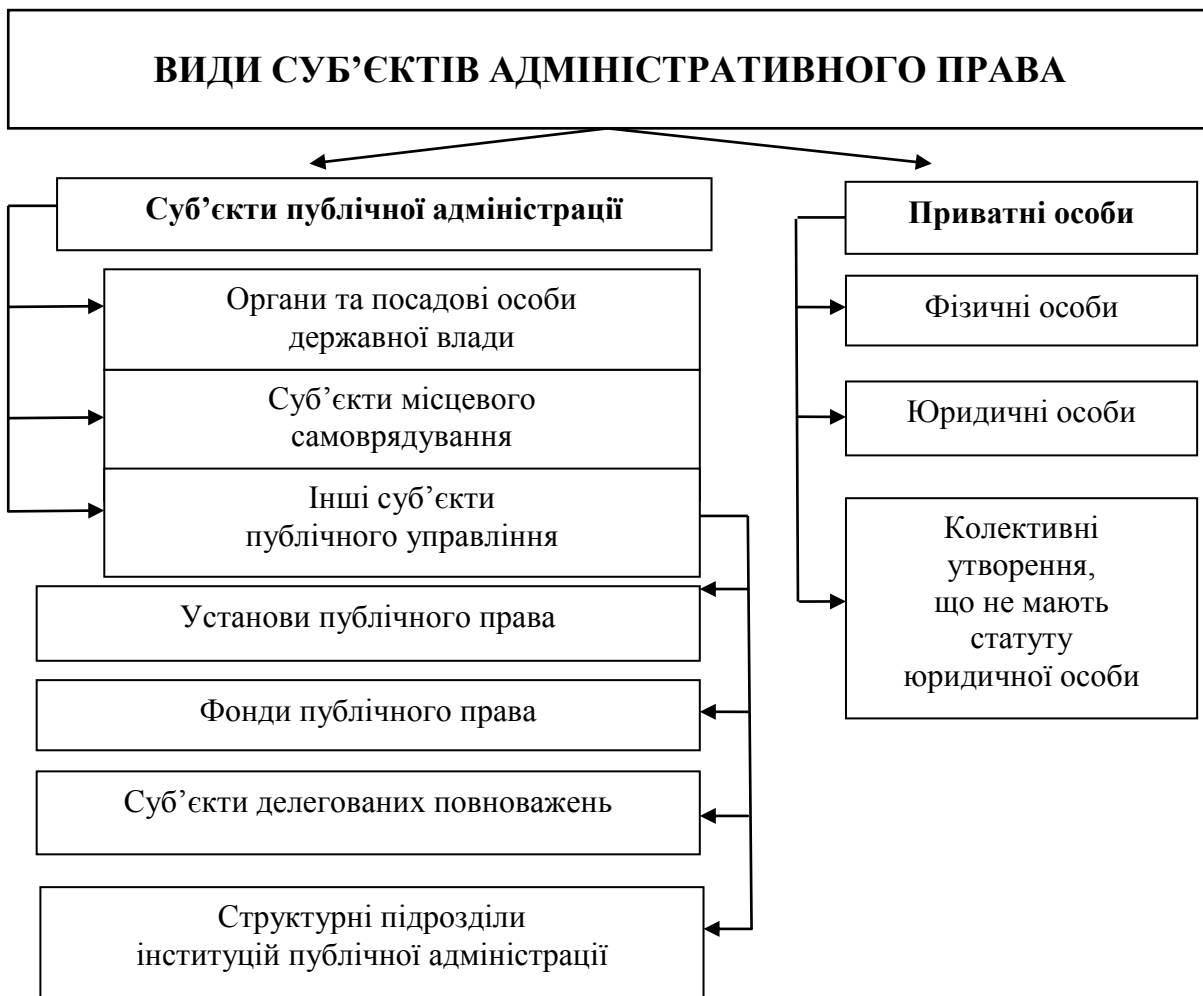 ВИДИ СУБ’ЄКТІВ АДМІНІСТРАТИВНОГО ПРАВА
Суб’єкти публічної адміністрації
Органи та посадові особи
державної влади
Суб’єкти місцевого
самоврядування
Інші суб’єкти
публічного управління
Установи публічного права
Фонди публічного права
Суб’єкти делегованих повноважень
Структурні підрозділи
інституцій публічної адміністрації
Приватні особи
Фізичні особи
Юридичні особи
Колективні
утворення,
що не мають
статуту
юридичної особи